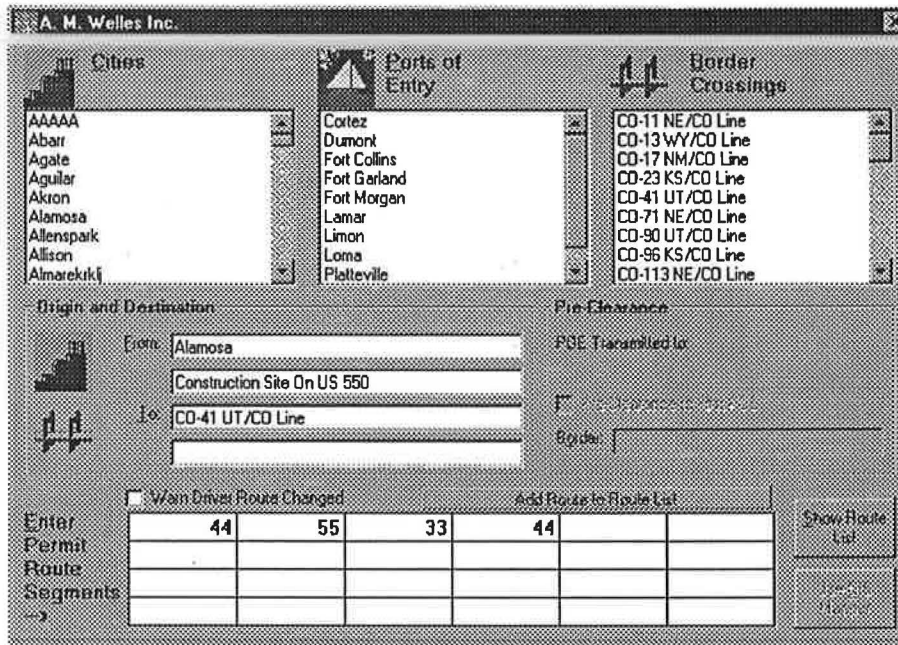 A. M. Welles Inc.
Cities
Ports of
Entry
Border
Crossings
AAAAA
Abarr
Agate
Aguilar
Akron
Alamosa
Allenspark
Allison
Almarekrklj
Cortez
Dumont
Fort Collins
Fort Garland
Fort Morgan
Lamar
Limon
Loma
Platteville
CO-11 NE/CO Line
CO-13 WY/CO Line
CO-17 NM/CO Line
CO-23 KS/CO Line
CO-41 UT/CO Line
CO-71 NE/CO Line
CO-90 UT/CO Line
CO-96 KS/CO Line
CO-113 NE/CO Line
Origin and Destination
From: Alamosa
Construction Site On US 550
To: CO-41 UT/CO Line
Pre-Clearance
POE Transmitted to:
Border:
Warn Driver Route Changed
Add Route to Route List
Enter
Permit
Route
Segments
-->
44 55 33 44
Show Route
List